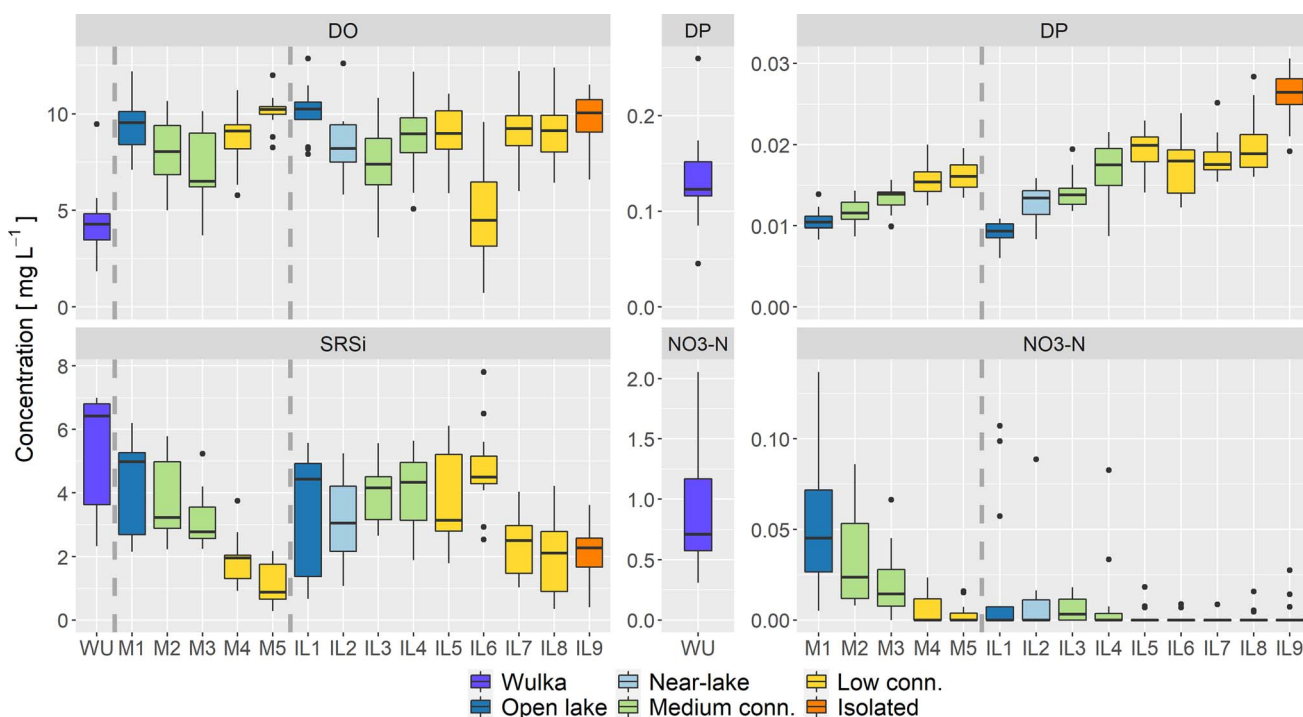 DO
DP
DP
10
5
0
0.2
0.1
0.0
0.03
0.02
0.01
0.00
Concentration [ mg L−1 ]
SRSi
NO3-N
NO3-N
8
6
4
2
0
2.0
1.5
1.0
0.5
0.10
0.05
0.00
WU M1 M2 M3 M4 M5 IL1 IL2 IL3 IL4 IL5 IL6 IL7 IL8 IL9
WU
M1 M2 M3 M4 M5 IL1 IL2 IL3 IL4 IL5 IL6 IL7 IL8 IL9
Wulka Near-lake Low conn.
Open lake Medium conn. Isolated